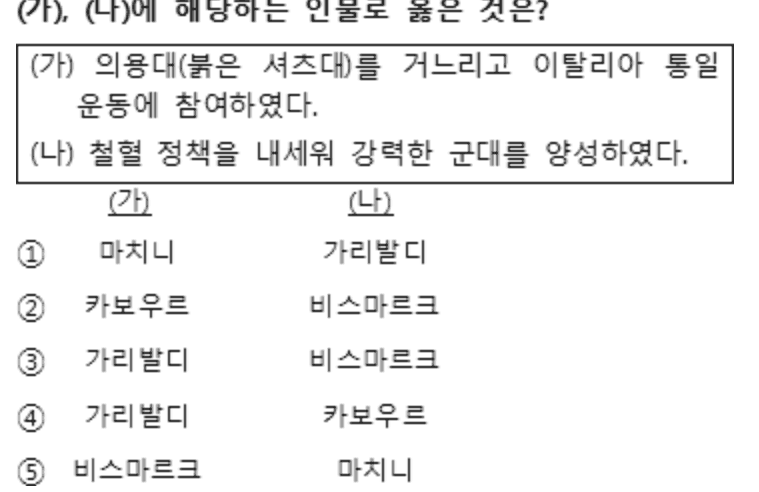 (가), (나)에 해당하는 인물로 옳은 것은?
(가) 의용대(붉은 셔츠대)를 거느리고 이탈리아 통일
운동에 참여하였다.
(나) 철혈 정책을 내세워 강력한 군대를 양성하였다.
(가) (나)
① 마치니 가리발디
② 카보우르 비스마르크
③ 가리발디 비스마르크
④ 가리발디 카보우르
⑤ 비스마르크 마치니